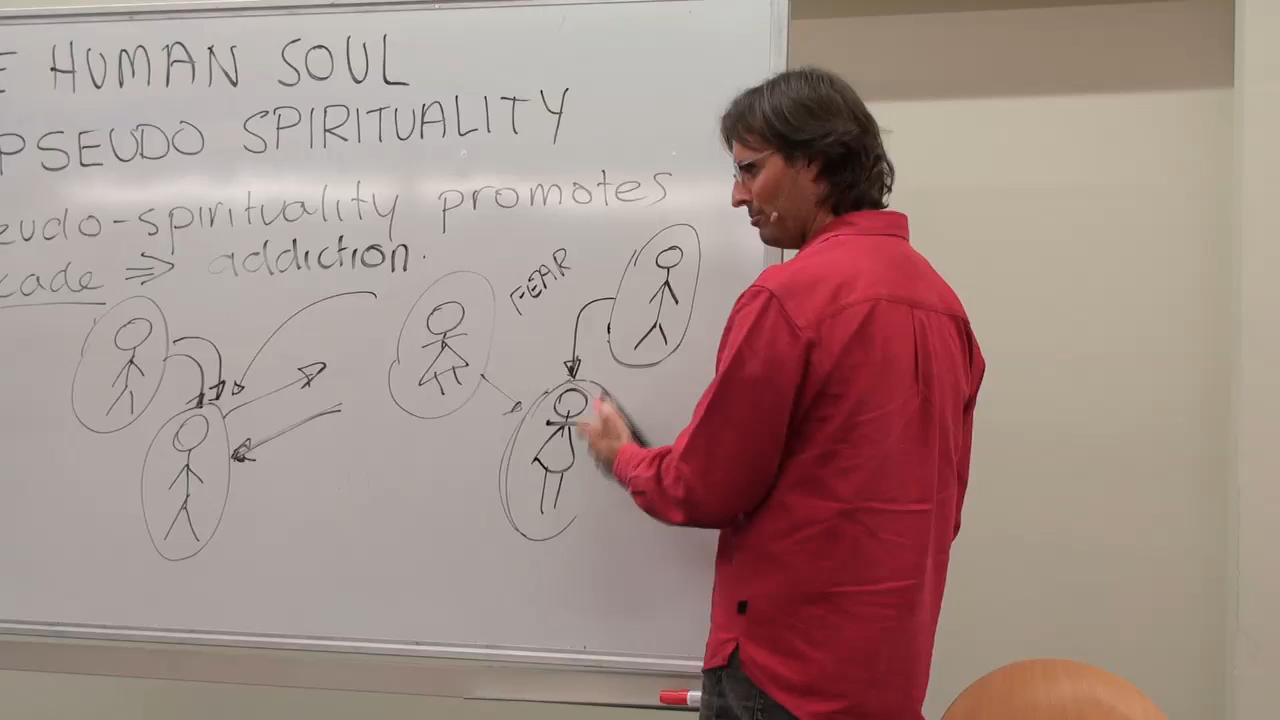 E HUMAN SOUL
PSEUDO SPIRITUALITY
eudo-spirituality promotes
cade ⇒ addiction.
FEAR